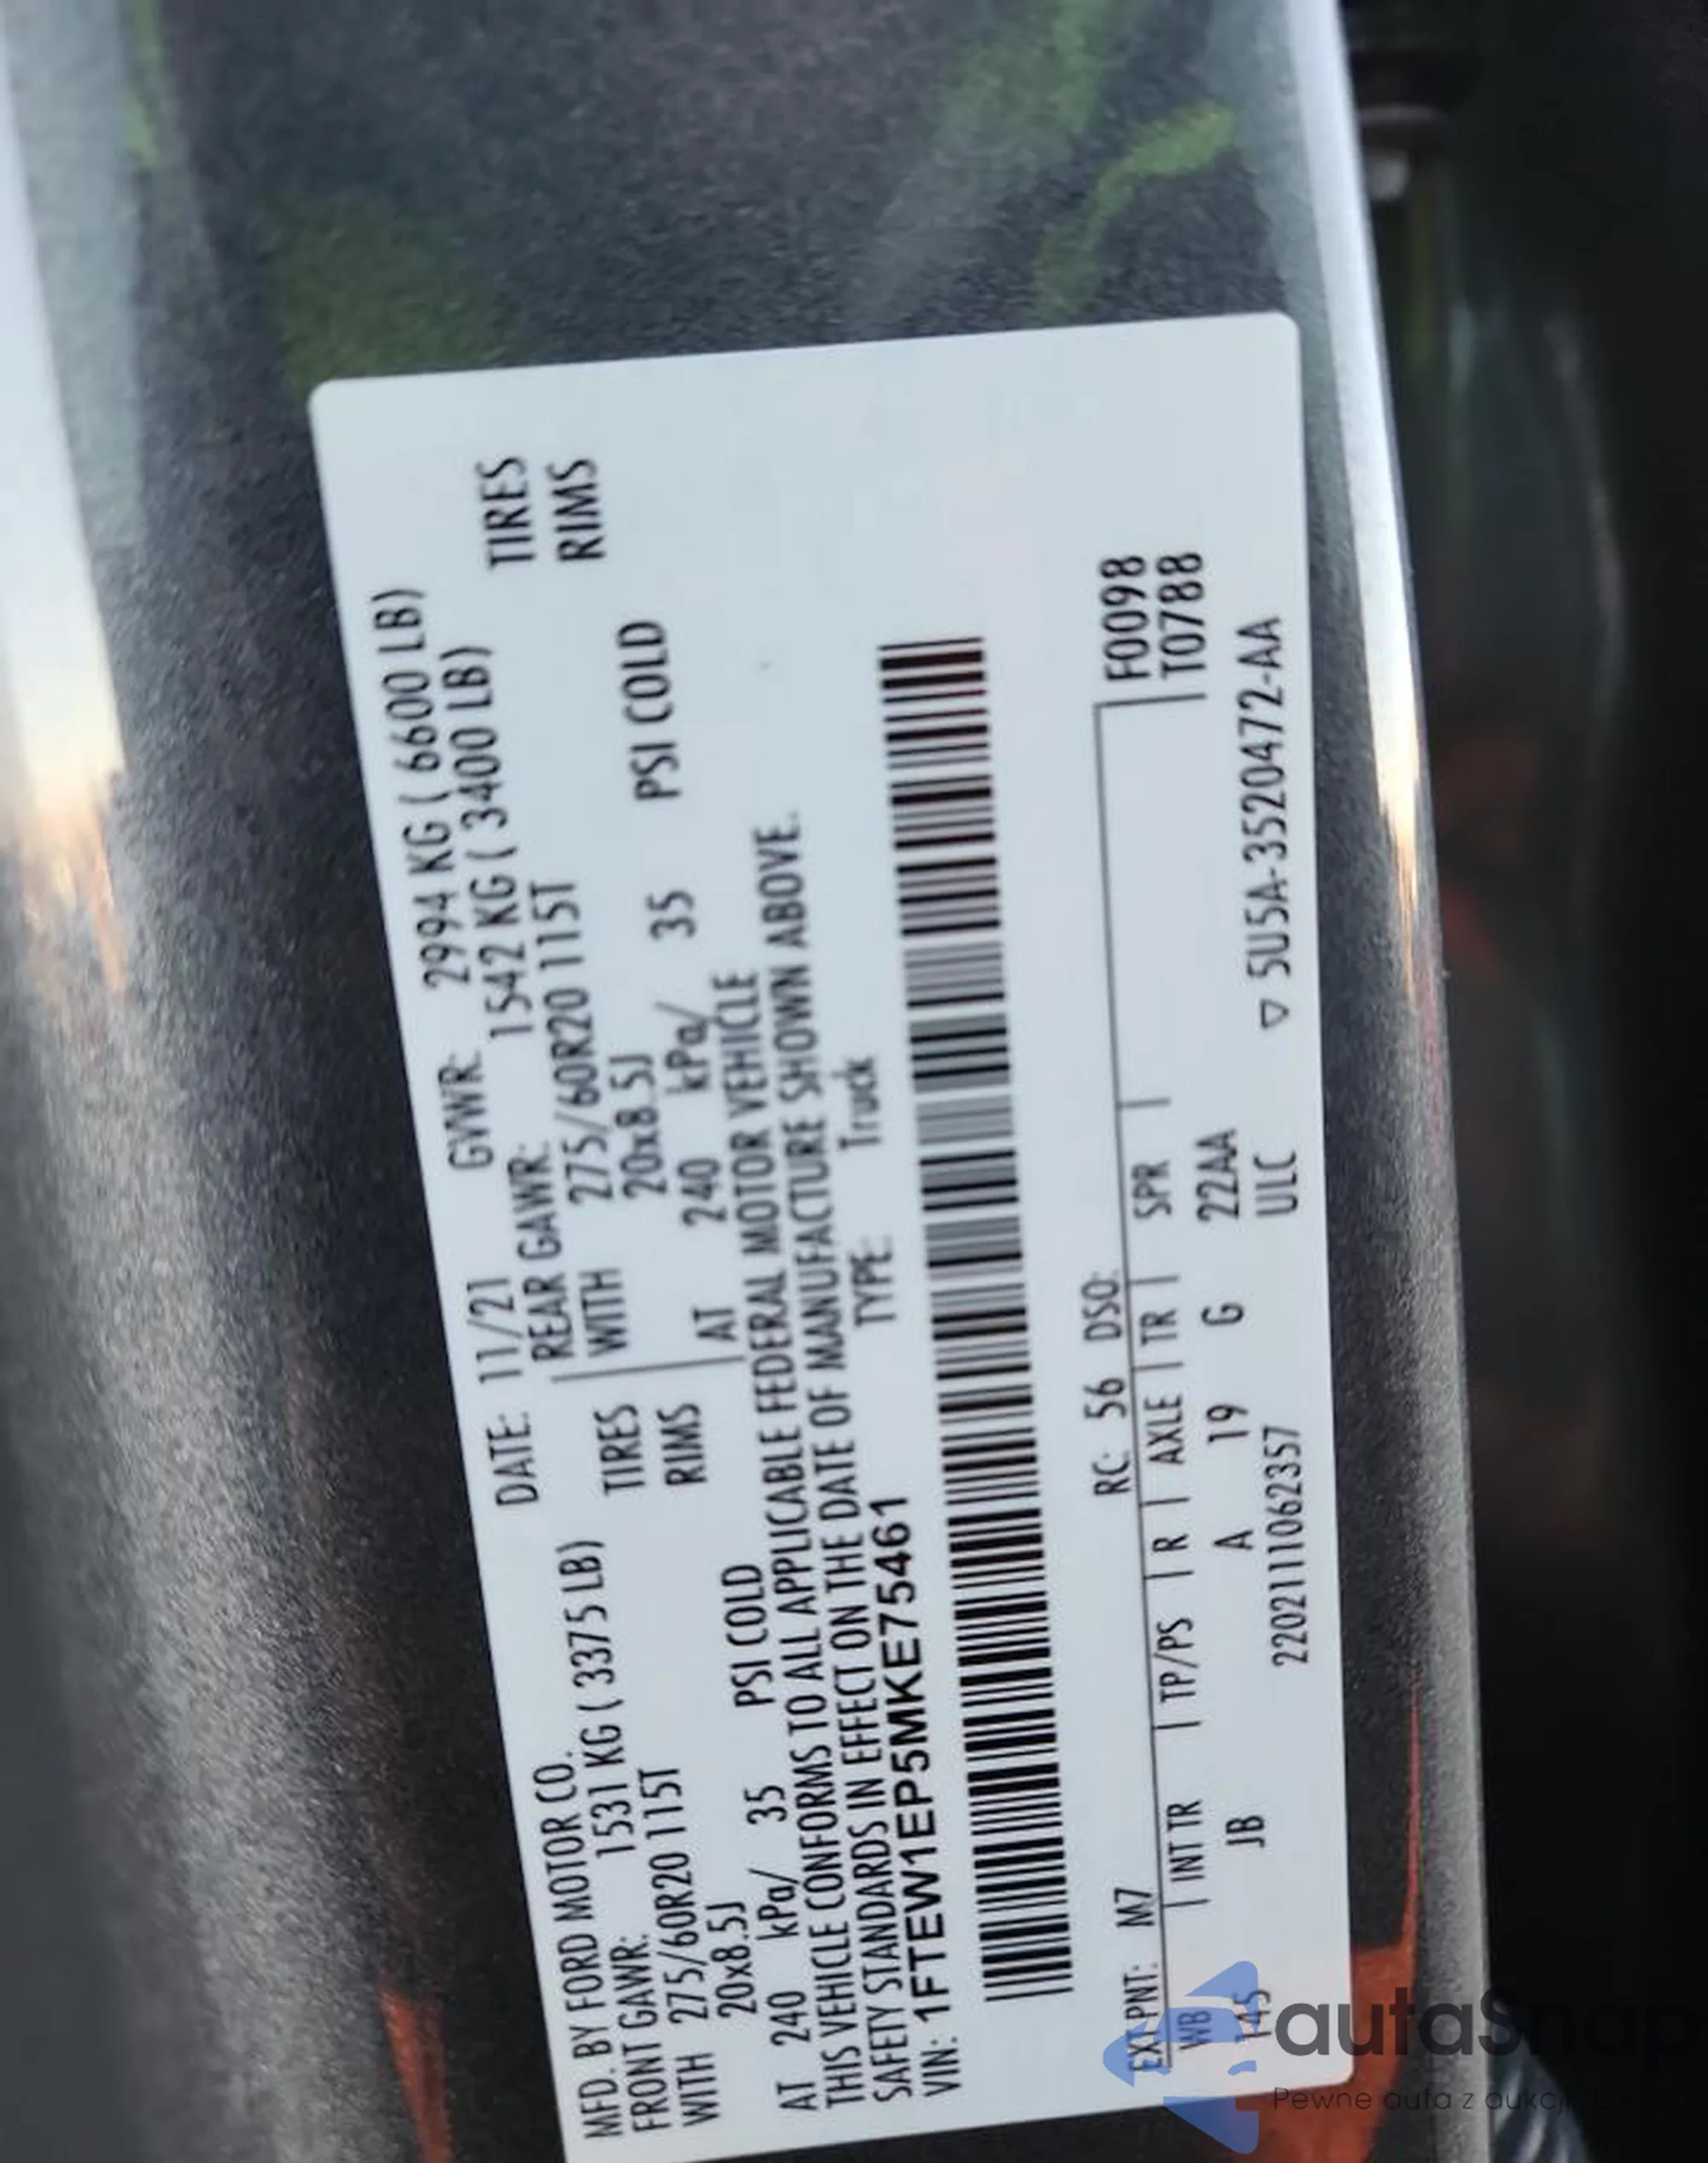 MFD. BY FORD MOTOR CO. DATE: 11/21 GVWR: 2994 KG ( 6600 LB)
FRONT GAWR: 1531 KG ( 3375 LB) REAR GAWR: 1542 KG ( 3400 LB)
WITH 275/60R20 115T TIRES WITH 275/60R20 115T TIRES
20x8.5J RIMS 20x8.5J RIMS
AT 240 kPa/ 35 PSI COLD AT 240 kPa/ 35 PSI COLD
THIS VEHICLE CONFORMS TO ALL APPLICABLE FEDERAL MOTOR VEHICLE
SAFETY STANDARDS IN EFFECT ON THE DATE OF MANUFACTURE SHOWN ABOVE.
VIN: 1FTEW1EP5MKE75461 TYPE: Truck
EXT PNT: M7 RC: 56 DSO: F0098
WB INT TR TP/PS R AXLE TR SPR T0788
145 JB A 19 G 22AA
220211106235​7 ULC ▽ 5U5A-3520472-AA
autaSnap
Pewne auta z aukcji